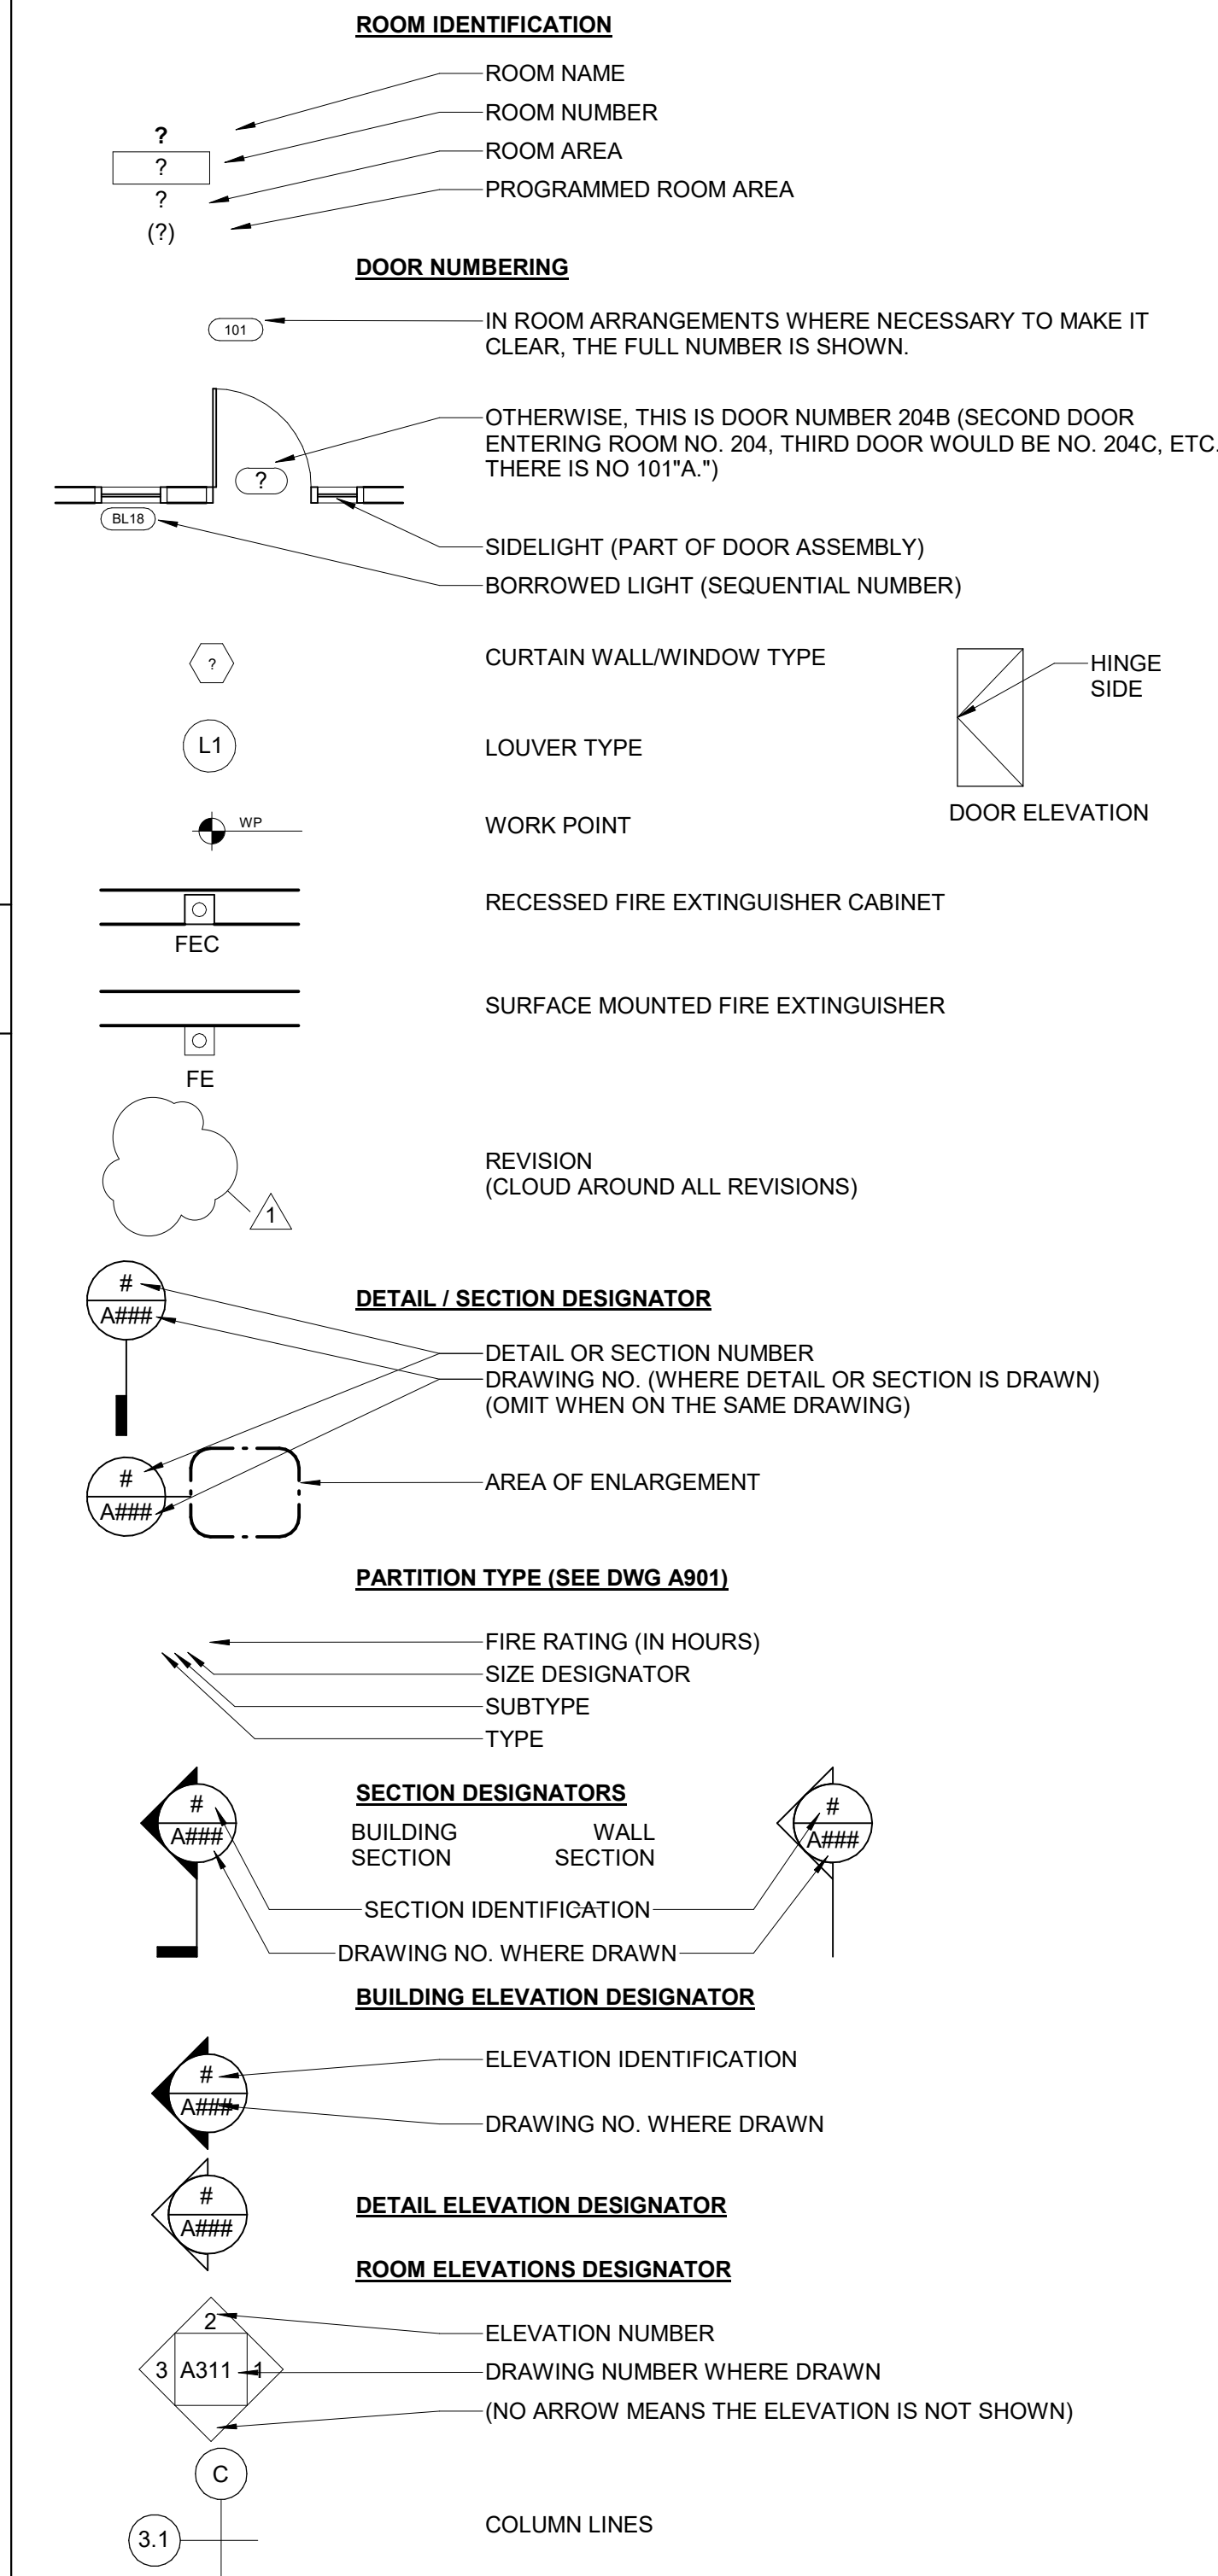 ROOM IDENTIFICATION
ROOM NAME
ROOM NUMBER
ROOM AREA
PROGRAMMED ROOM AREA
?
?
?
(?)
DOOR NUMBERING
101
IN ROOM ARRANGEMENTS WHERE NECESSARY TO MAKE IT
CLEAR, THE FULL NUMBER IS SHOWN.
OTHERWISE, THIS IS DOOR NUMBER 204B (SECOND DOOR
ENTERING ROOM NO. 204, THIRD DOOR WOULD BE NO. 204C, ETC.
THERE IS NO 101"A.")
?
BL18
SIDELIGHT (PART OF DOOR ASSEMBLY)
BORROWED LIGHT (SEQUENTIAL NUMBER)
?
CURTAIN WALL/WINDOW TYPE
HINGE
SIDE
L1
LOUVER TYPE
DOOR ELEVATION
WP
WORK POINT
RECESSED FIRE EXTINGUISHER CABINET
FEC
SURFACE MOUNTED FIRE EXTINGUISHER
FE
REVISION
(CLOUD AROUND ALL REVISIONS)
1
#
A###
DETAIL / SECTION DESIGNATOR
DETAIL OR SECTION NUMBER
DRAWING NO. (WHERE DETAIL OR SECTION IS DRAWN)
(OMIT WHEN ON THE SAME DRAWING)
#
A###
AREA OF ENLARGEMENT
PARTITION TYPE (SEE DWG A901)
FIRE RATING (IN HOURS)
SIZE DESIGNATOR
SUBTYPE
TYPE
SECTION DESIGNATORS
#
A###
BUILDING
SECTION
WALL
SECTION
#
A###
SECTION IDENTIFICATION
DRAWING NO. WHERE DRAWN
BUILDING ELEVATION DESIGNATOR
#
A###
ELEVATION IDENTIFICATION
DRAWING NO. WHERE DRAWN
#
A###
DETAIL ELEVATION DESIGNATOR
ROOM ELEVATIONS DESIGNATOR
2
3 A311 1
ELEVATION NUMBER
DRAWING NUMBER WHERE DRAWN
(NO ARROW MEANS THE ELEVATION IS NOT SHOWN)
C
3.1
COLUMN LINES